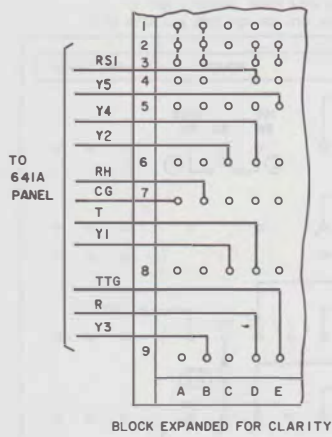 1
2
RS1 3
Y5 4
Y4 5
Y2
TO 641A PANEL
6
RH
CG 7
T
Y1
8
TTG
R
Y3
9
A B C D E
BLOCK EXPANDED FOR CLARITY